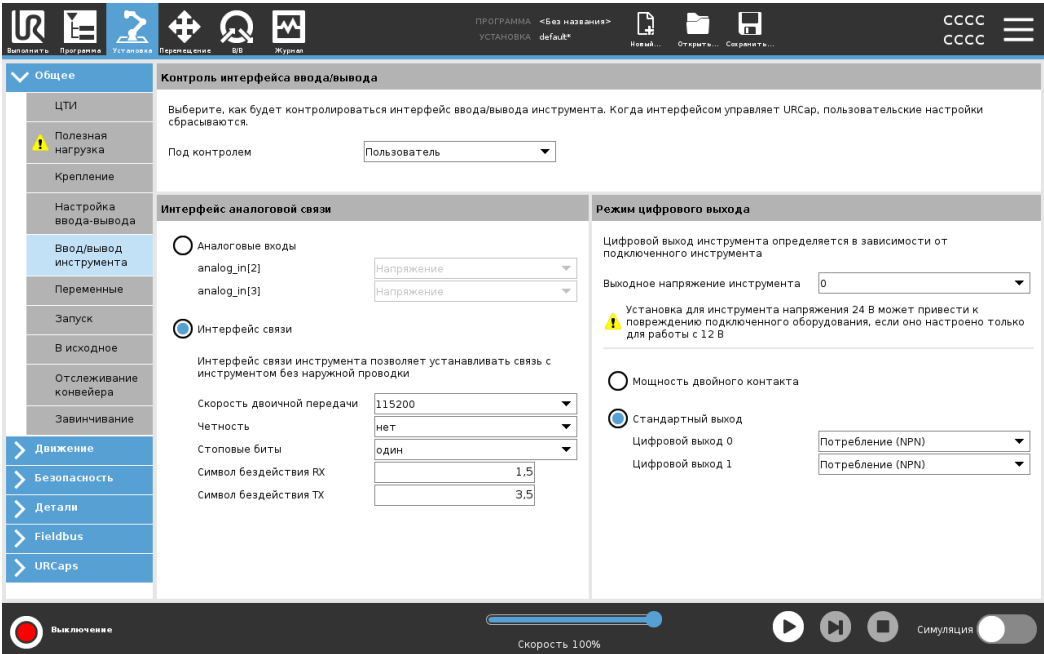 UR
Выполнить
Программа
Установка
Перемещение
В/В
Журнал
ПРОГРАММА <Без названия>
УСТАНОВКА default*
Новый...
Открыть...
Сохранить...
CCCC
CCCC
Общее
ЦТИ
Полезная
нагрузка
Крепление
Настройка
ввода-вывода
Ввод/вывод
инструмента
Переменные
Запуск
В исходное
Отслеживание
конвейера
Завинчивание
Движение
Безопасность
Детали
Fieldbus
URCaps
Контроль интерфейса ввода/вывода
Выберите, как будет контролироваться интерфейс ввода/вывода инструмента. Когда интерфейсом управляет URCap, пользовательские настройки
сбрасываются.
Под контролем Пользователь
Интерфейс аналоговой связи
Аналоговые входы
analog_in[2] Напряжение
analog_in[3] Напряжение
Интерфейс связи
Интерфейс связи инструмента позволяет устанавливать связь с
инструментом без наружной проводки
Скорость двоичной передачи 115200
Четность нет
Стоповые биты один
Символ бездействия RX 1,5
Символ бездействия TX 3,5
Режим цифрового выхода
Цифровой выход инструмента определяется в зависимости от
подключенного инструмента
Выходное напряжение инструмента 0
Установка для инструмента напряжения 24 В может привести к
повреждению подключенного оборудования, если оно настроено только
для работы с 12 В
Мощность двойного контакта
Стандартный выход
Цифровой выход 0 Потребление (NPN)
Цифровой выход 1 Потребление (NPN)
Выключение
Скорость 100%
Симуляция